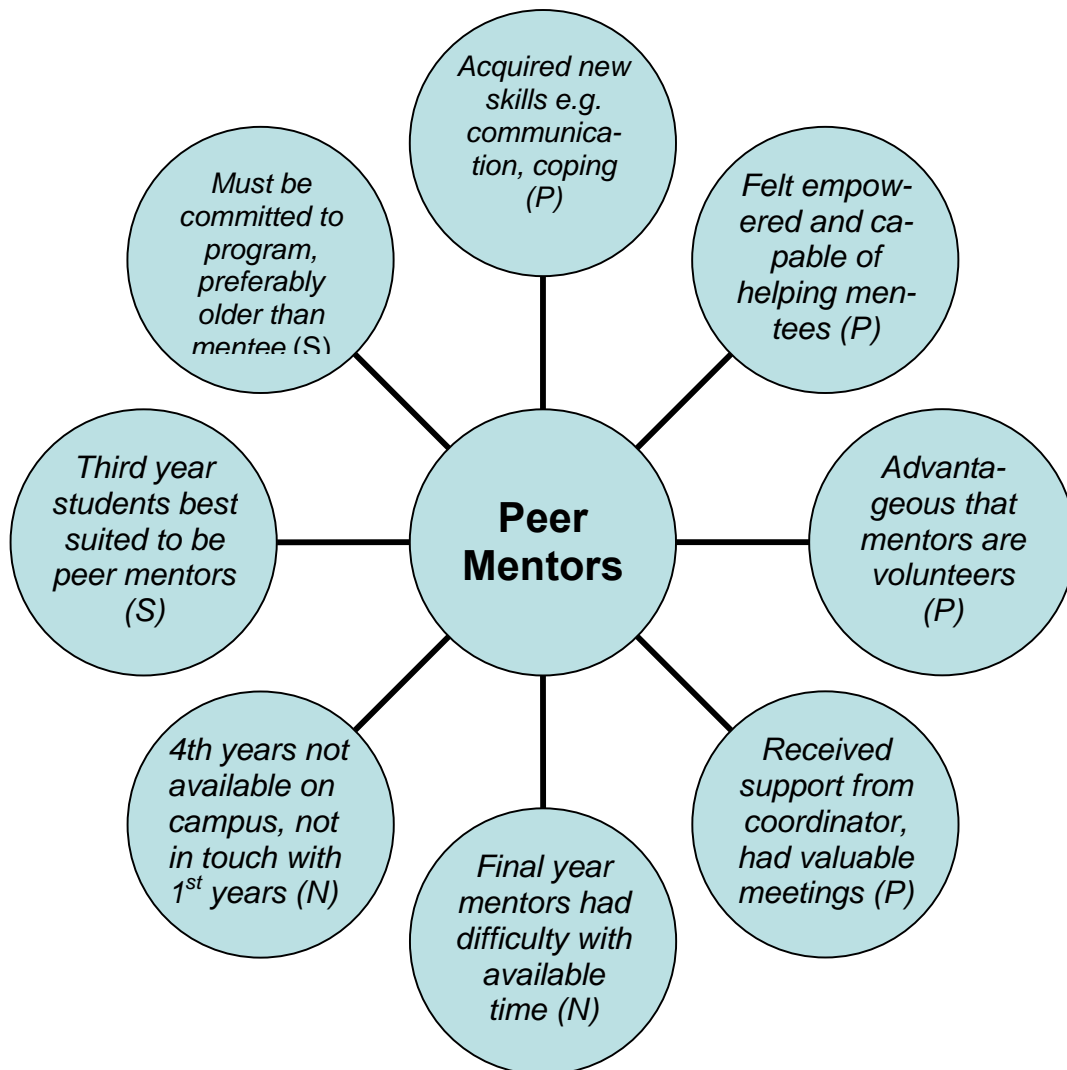 Acquired new
skills e.g.
communica-
tion, coping
(P)
Felt empow-
ered and ca-
pable of
helping men-
tees (P)
Advanta-
geous that
mentors are
volunteers
(P)
Received
support from
coordinator,
had valuable
meetings (P)
Final year
mentors had
difficulty with
available
time (N)
4th years not
available on
campus, not
in touch with
1st years (N)
Third year
students best
suited to be
peer mentors
(S)
Must be
committed to
program,
preferably
older than
mentee (S)
Peer
Mentors